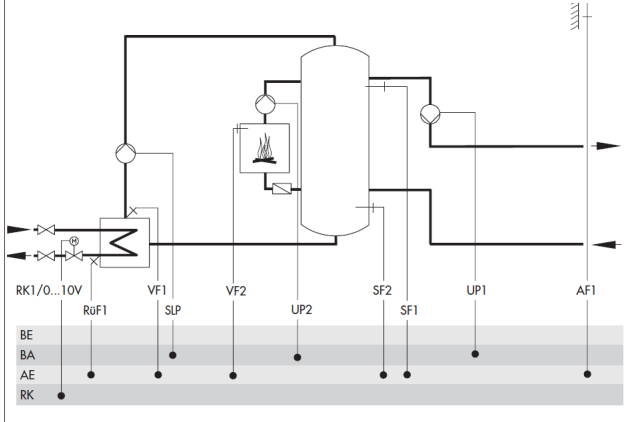 M
RK1/0...10V
VF1
VF2
SF2
UP1
AF1
RüF1
SLP
UP2
SF1
BE
BA
AE
RK